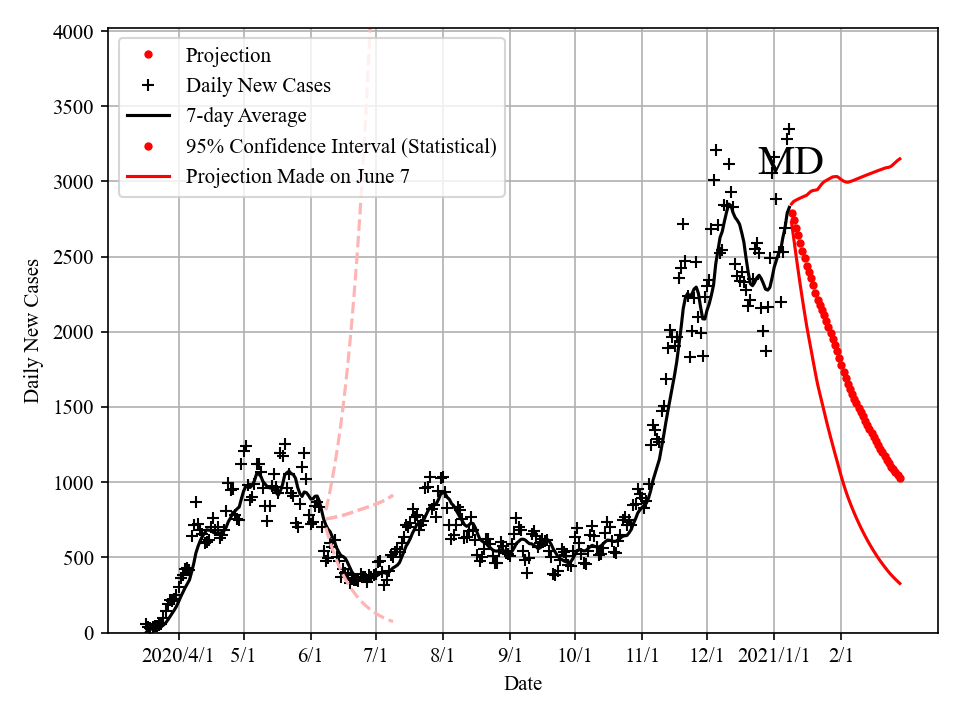 4000
3500
3000
2500
2000
1500
1000
500
0
Daily New Cases
Projection
Daily New Cases
7-day Average
95% Confidence Interval (Statistical)
Projection Made on June 7
MD
2020/4/1 5/1 6/1 7/1 8/1 9/1 10/1 11/1 12/1 2021/1/1 2/1
Date